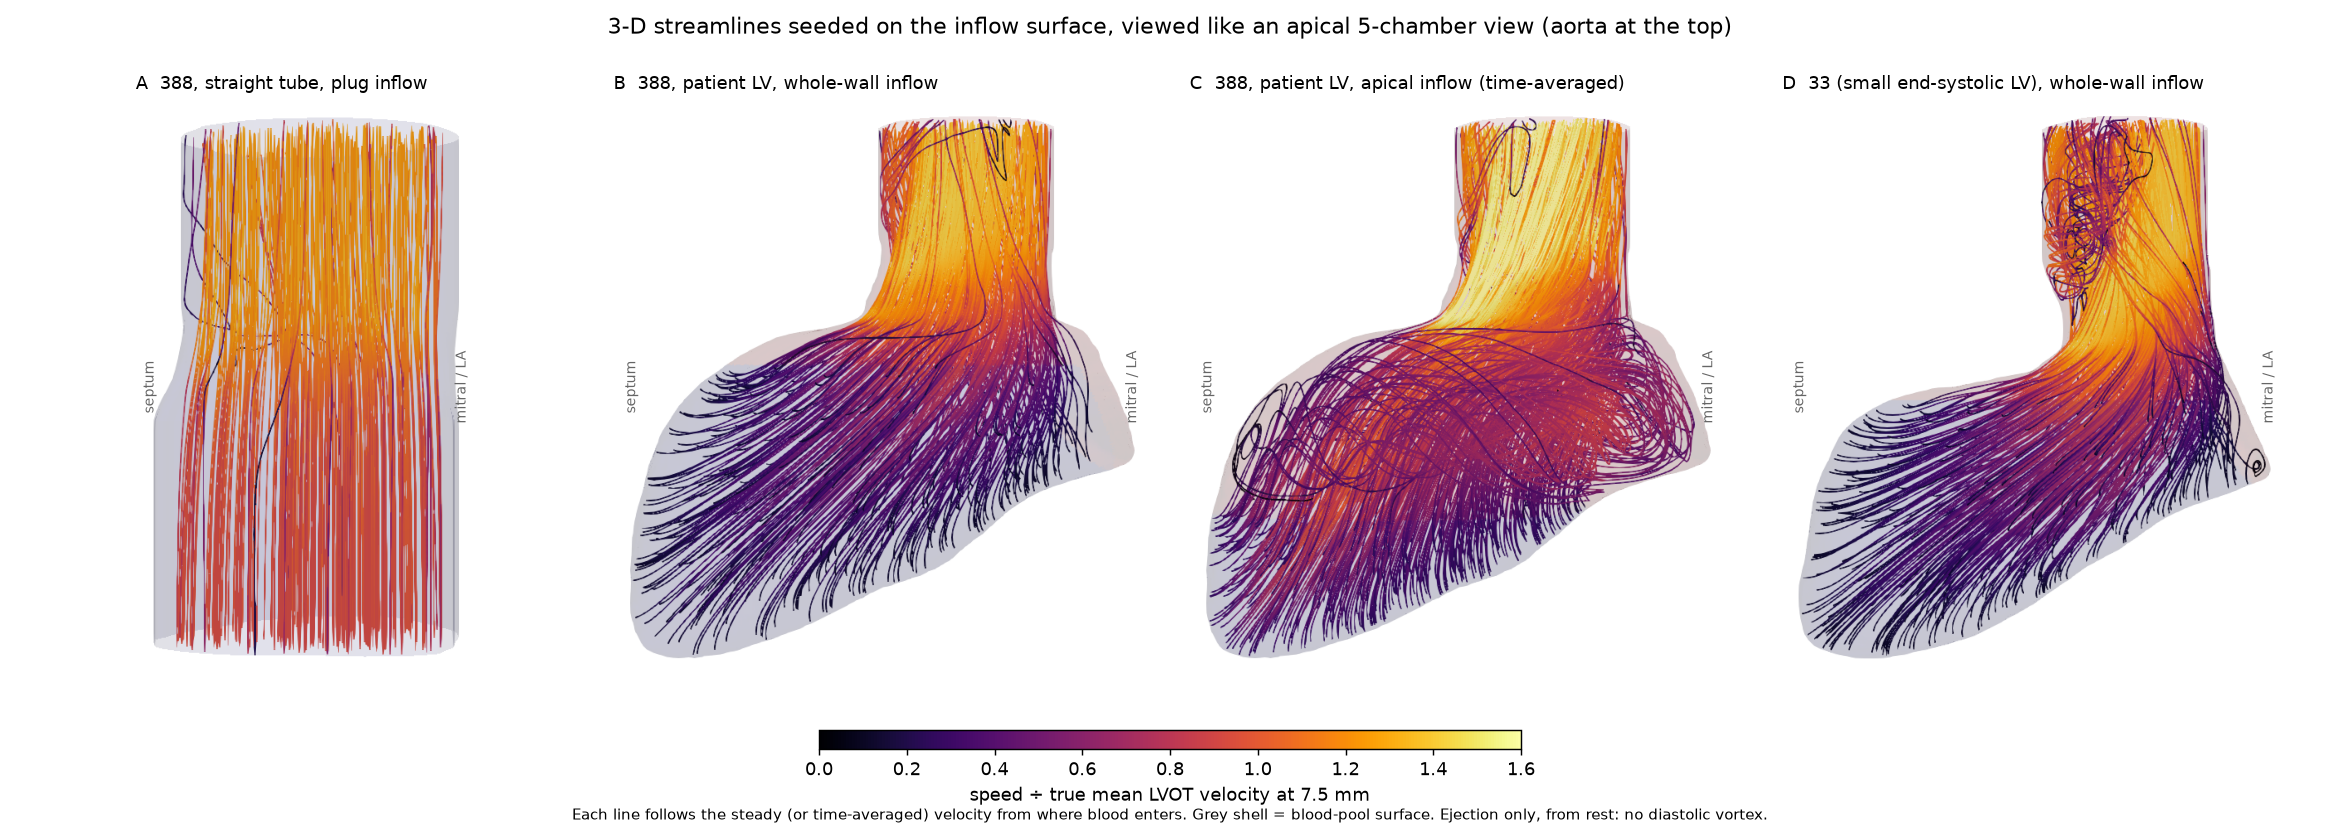 3-D streamlines seeded on the inflow surface, viewed like an apical 5-chamber view (aorta at the top)
A 388, straight tube, plug inflow
B 388, patient LV, whole-wall inflow
C 388, patient LV, apical inflow (time-averaged)
D 33 (small end-systolic LV), whole-wall inflow
septum
mitral / LA
septum
mitral / LA
septum
mitral / LA
septum
mitral / LA
0.0 0.2 0.4 0.6 0.8 1.0 1.2 1.4 1.6
speed ÷ true mean LVOT velocity at 7.5 mm
Each line follows the steady (or time-averaged) velocity from where blood enters. Grey shell = blood-pool surface. Ejection only, from rest: no diastolic vortex.